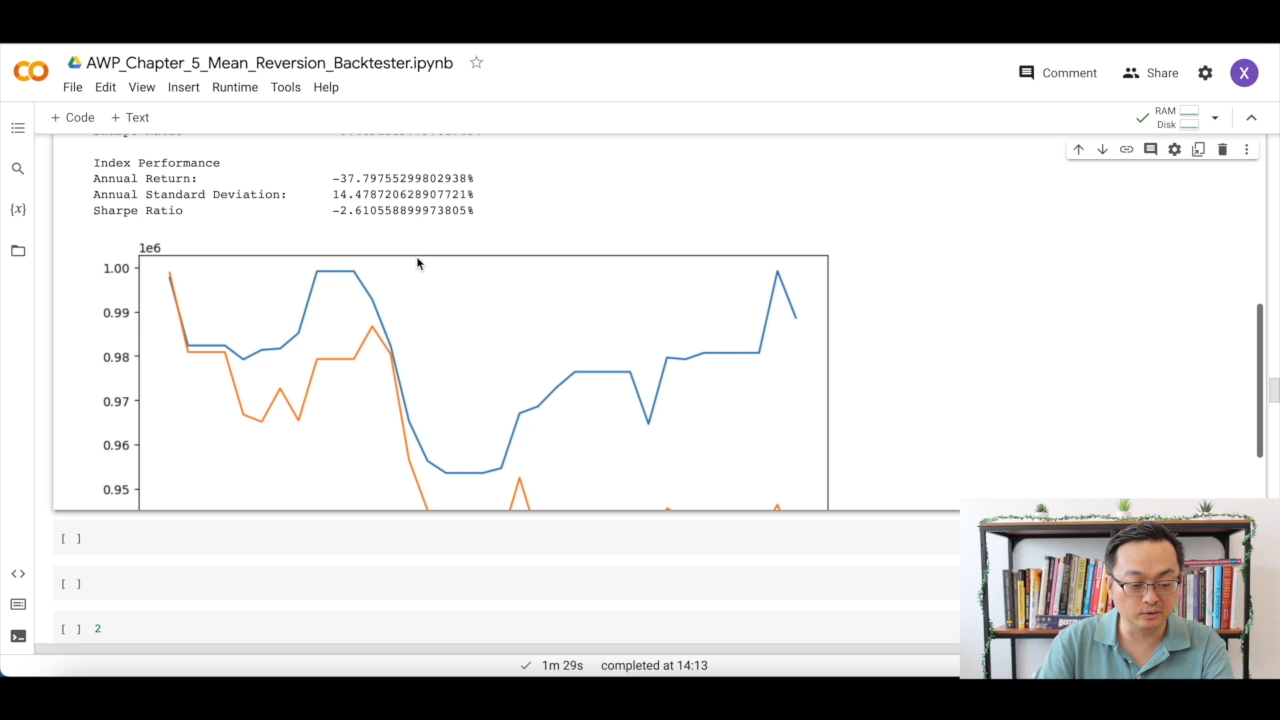 AWP_Chapter_5_Mean_Reversion_Backtester.ipynb
Comment
Share
X
File Edit View Insert Runtime Tools Help
+ Code + Text
RAM
Disk
{x}
Index Performance
Annual Return: -37.79755299802938%
Annual Standard Deviation: 14.478720628907721%
Sharpe Ratio -2.610558899973805%
1e6
1.00
0.99
0.98
0.97
0.96
0.95
[ ]
[ ]
[ ] 2
1m 29s completed at 14:13